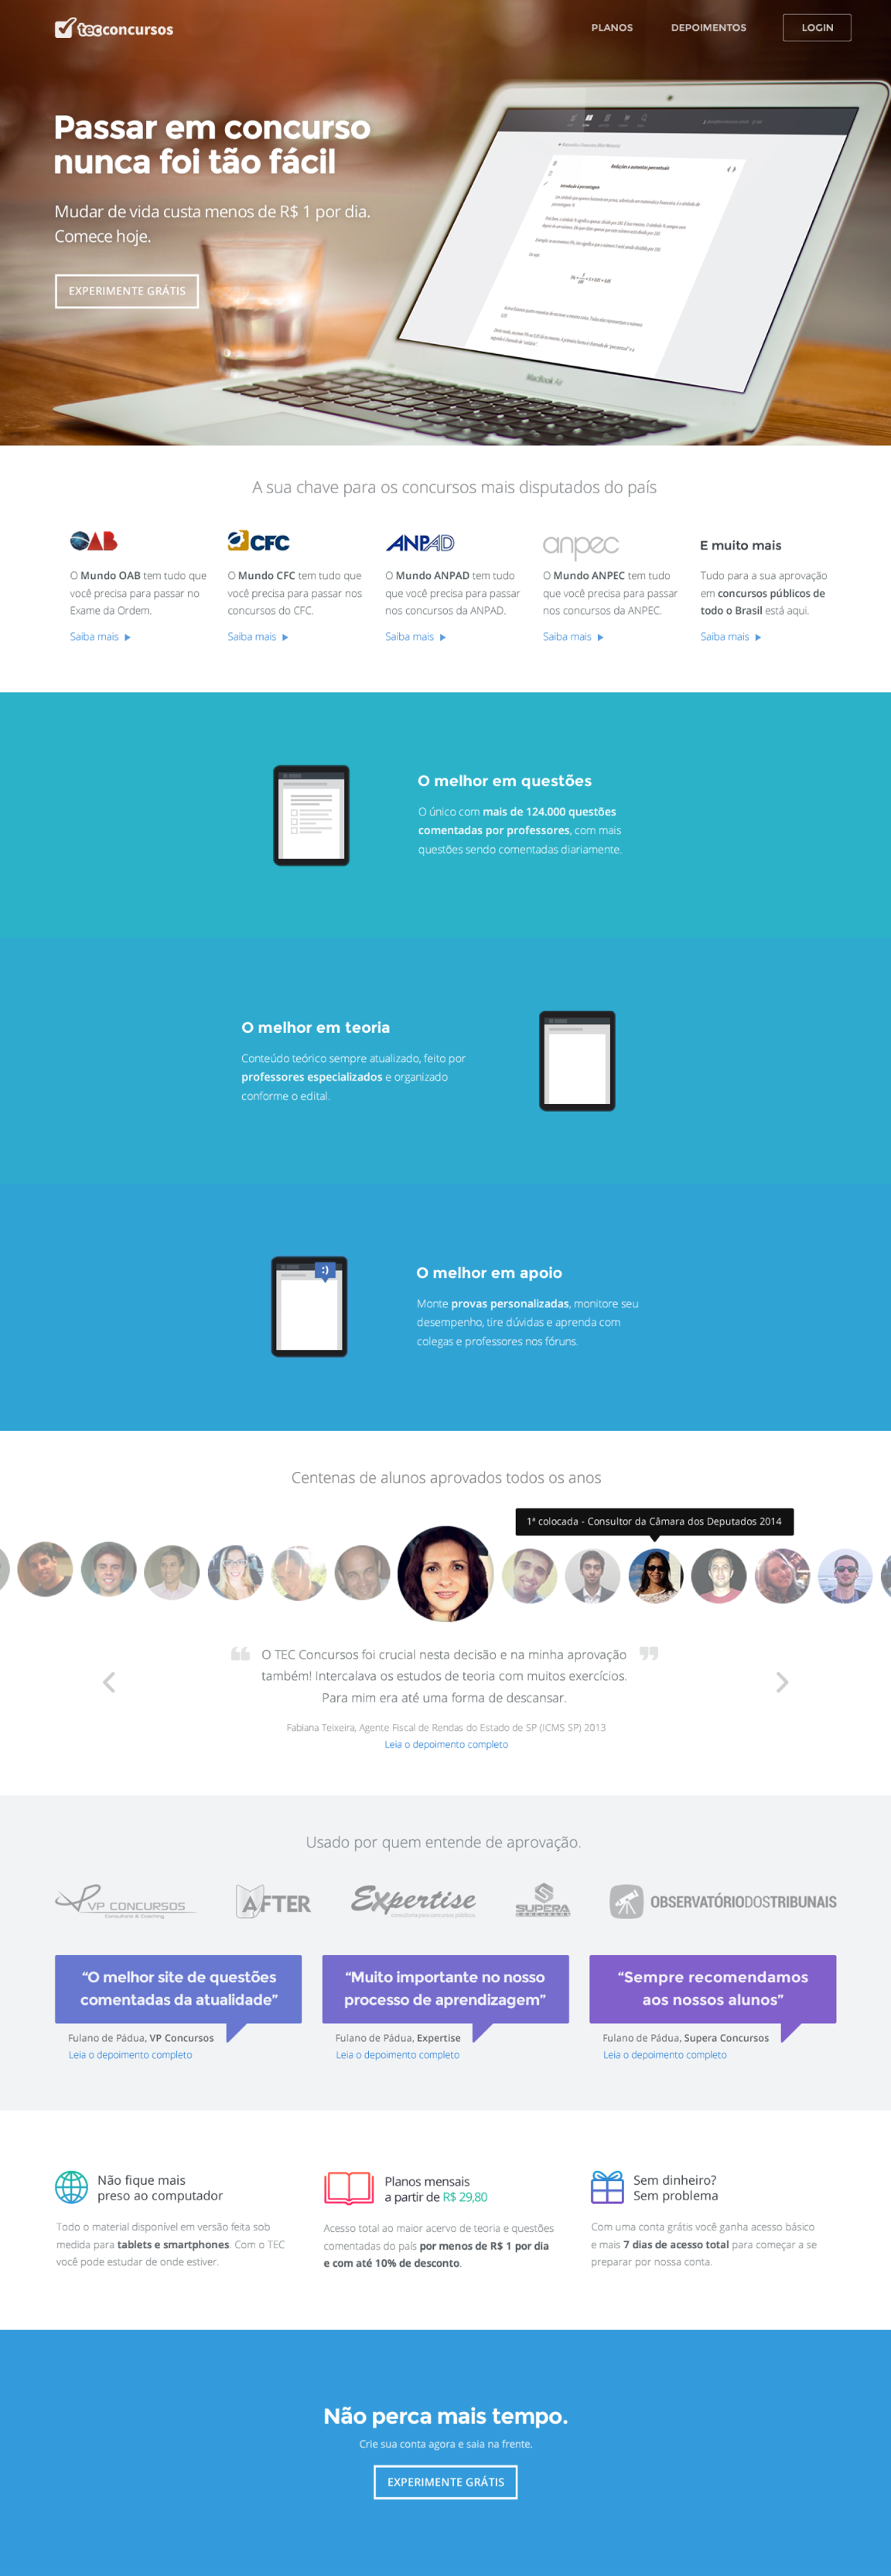 tecconcursos
PLANOS
DEPOIMENTOS
LOGIN
Passar em concurso
nunca foi tão fácil
Mudar de vida custa menos de R$ 1 por dia.
Comece hoje.
EXPERIMENTE GRÁTIS
MacBook Air
A sua chave para os concursos mais disputados do país
OAB
O Mundo OAB tem tudo que
você precisa para passar no
Exame da Ordem.
Saiba mais
CFC
O Mundo CFC tem tudo que
você precisa para passar nos
concursos do CFC.
Saiba mais
ANPAD
O Mundo ANPAD tem tudo
que você precisa para passar
nos concursos da ANPAD.
Saiba mais
anpec
O Mundo ANPEC tem tudo
que você precisa para passar
nos concursos da ANPEC.
Saiba mais
E muito mais
Tudo para a sua aprovação
em concursos públicos de
todo o Brasil está aqui.
Saiba mais
O melhor em questões
O único com mais de 124.000 questões
comentadas por professores, com mais
questões sendo comentadas diariamente.
O melhor em teoria
Conteúdo teórico sempre atualizado, feito por
professores especializados e organizado
conforme o edital.
:)
O melhor em apoio
Monte provas personalizadas, monitore seu
desempenho, tire dúvidas e aprenda com
colegas e professores nos fóruns.
Centenas de alunos aprovados todos os anos
1ª colocada - Consultor da Câmara dos Deputados 2014
“ O TEC Concursos foi crucial nesta decisão e na minha aprovação ”
também! Intercalava os estudos de teoria com muitos exercícios.
Para mim era até uma forma de descansar.
Fabiana Teixeira, Agente Fiscal de Rendas do Estado de SP (ICMS SP) 2013
Leia o depoimento completo
Usado por quem entende de aprovação.
VP CONCURSOS
Consultoria & Coaching
AFTER
Expertise
consultoria para concursos públicos
SUPERA
CONCURSOS
OBSERVATÓRIODOSTRIBUNAIS
“O melhor site de questões
comentadas da atualidade”
Fulano de Pádua, VP Concursos
Leia o depoimento completo
“Muito importante no nosso
processo de aprendizagem”
Fulano de Pádua, Expertise
Leia o depoimento completo
“Sempre recomendamos
aos nossos alunos”
Fulano de Pádua, Supera Concursos
Leia o depoimento completo
Não fique mais
preso ao computador
Todo o material disponível em versão feita sob
medida para tablets e smartphones. Com o TEC
você pode estudar de onde estiver.
Planos mensais
a partir de R$ 29,80
Acesso total ao maior acervo de teoria e questões
comentadas do país por menos de R$ 1 por dia
e com até 10% de desconto.
Sem dinheiro?
Sem problema
Com uma conta grátis você ganha acesso básico
e mais 7 dias de acesso total para começar a se
preparar por nossa conta.
Não perca mais tempo.
Crie sua conta agora e saia na frente.
EXPERIMENTE GRÁTIS